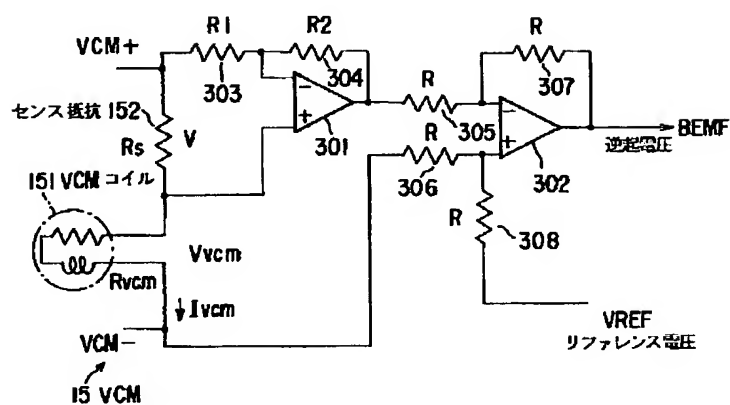 R1
R2
R
VCM+
303
304
307
センス抵抗 152
Rs
V
−
+
301
R
305
R
306
−
+
302
BEMF
逆起電圧
151 VCM コイル
R
308
Vvcm
Rvcm
↓ Ivcm
VCM−
15 VCM
VREF
リファレンス電圧